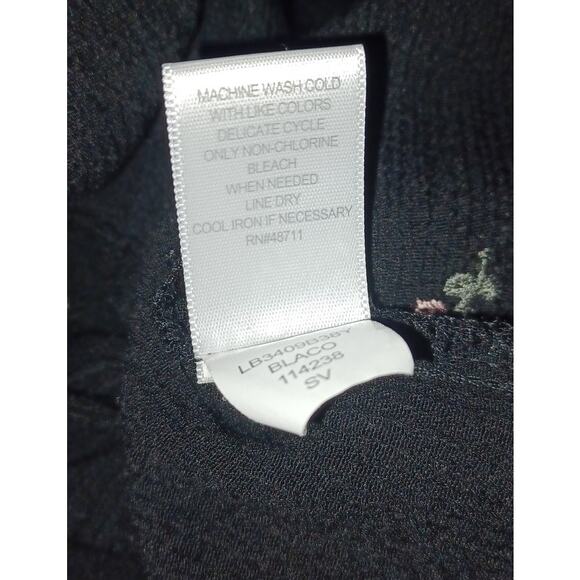 MACHINE WASH COLD
WITH LIKE COLORS
DELICATE CYCLE
ONLY NON-CHLORINE
BLEACH
WHEN NEEDED
LINE DRY
COOL IRON IF NECESSARY
RN#48711
LB3409B38Y
BLACO
114238
SV